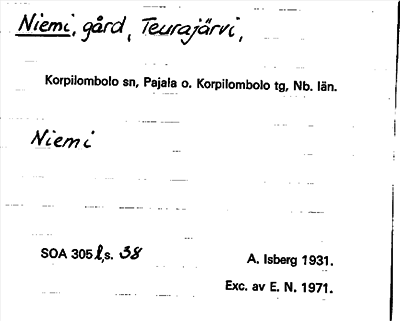 Niemi, gård, Teurajärvi,
Korpilombolo sn, Pajala o. Korpilombolo tg, Nb. län.
Niemi
SOA 305 l, s. 38
A. Isberg 1931.
Exc. av E. N. 1971.